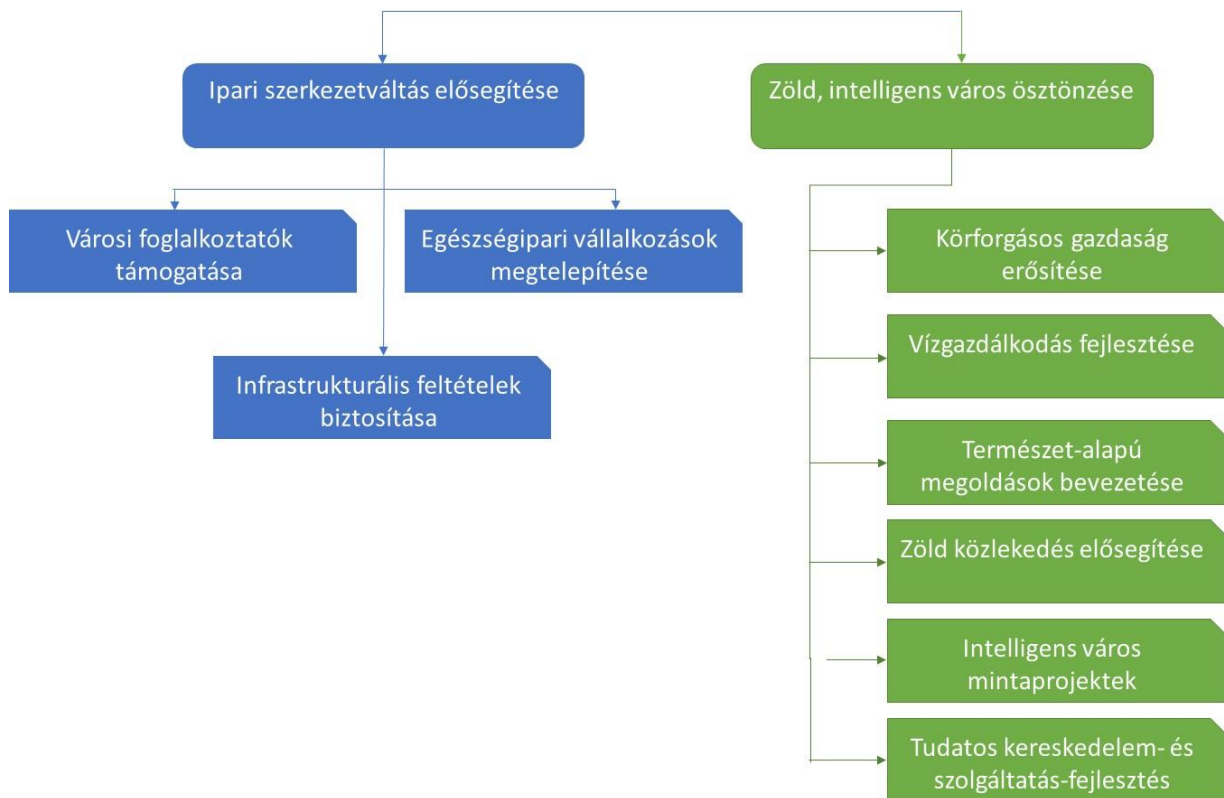 Ipari szerkezetváltás elősegítése
Zöld, intelligens város ösztönzése
Városi foglalkoztatók
támogatása
Egészségipari vállalkozások
megtelepítése
Infrastrukturális feltételek
biztosítása
Körforgásos gazdaság
erősítése
Vízgazdálkodás fejlesztése
Természet-alapú
megoldások bevezetése
Zöld közlekedés elősegítése
Intelligens város
mintaprojektek
Tudatos kereskedelem- és
szolgáltatás-fejlesztés